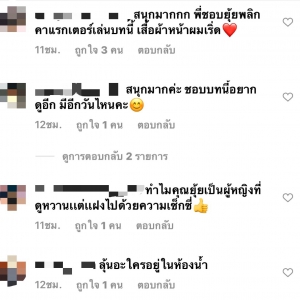 สนุกมากกก พี่ชอบยุ้ยพลิก
คาแรกเตอร์เล่นบทนี้ เสื้อผ้าหน้าผมเริ่ด❤️
11ชม. ถูกใจ 3 คน ตอบกลับ
สนุกมากค่ะ ชอบบทนี้อยาก
ดูอีก มีอีกวันไหนคะ😊
12ชม. ถูกใจ 1 คน ตอบกลับ
ดูการตอบกลับ 2 รายการ
ทำไมคุณยุ้ยเป็นผู้หญิงที่
ดูหวานแต่แฝงไปด้วยความเซ็กซี่👍
11ชม. ถูกใจ 1 คน ตอบกลับ
ลุ้นอะใครอยู่ในห้องน้ำ
12ชม. ถูกใจ 1 คน ตอบกลับ